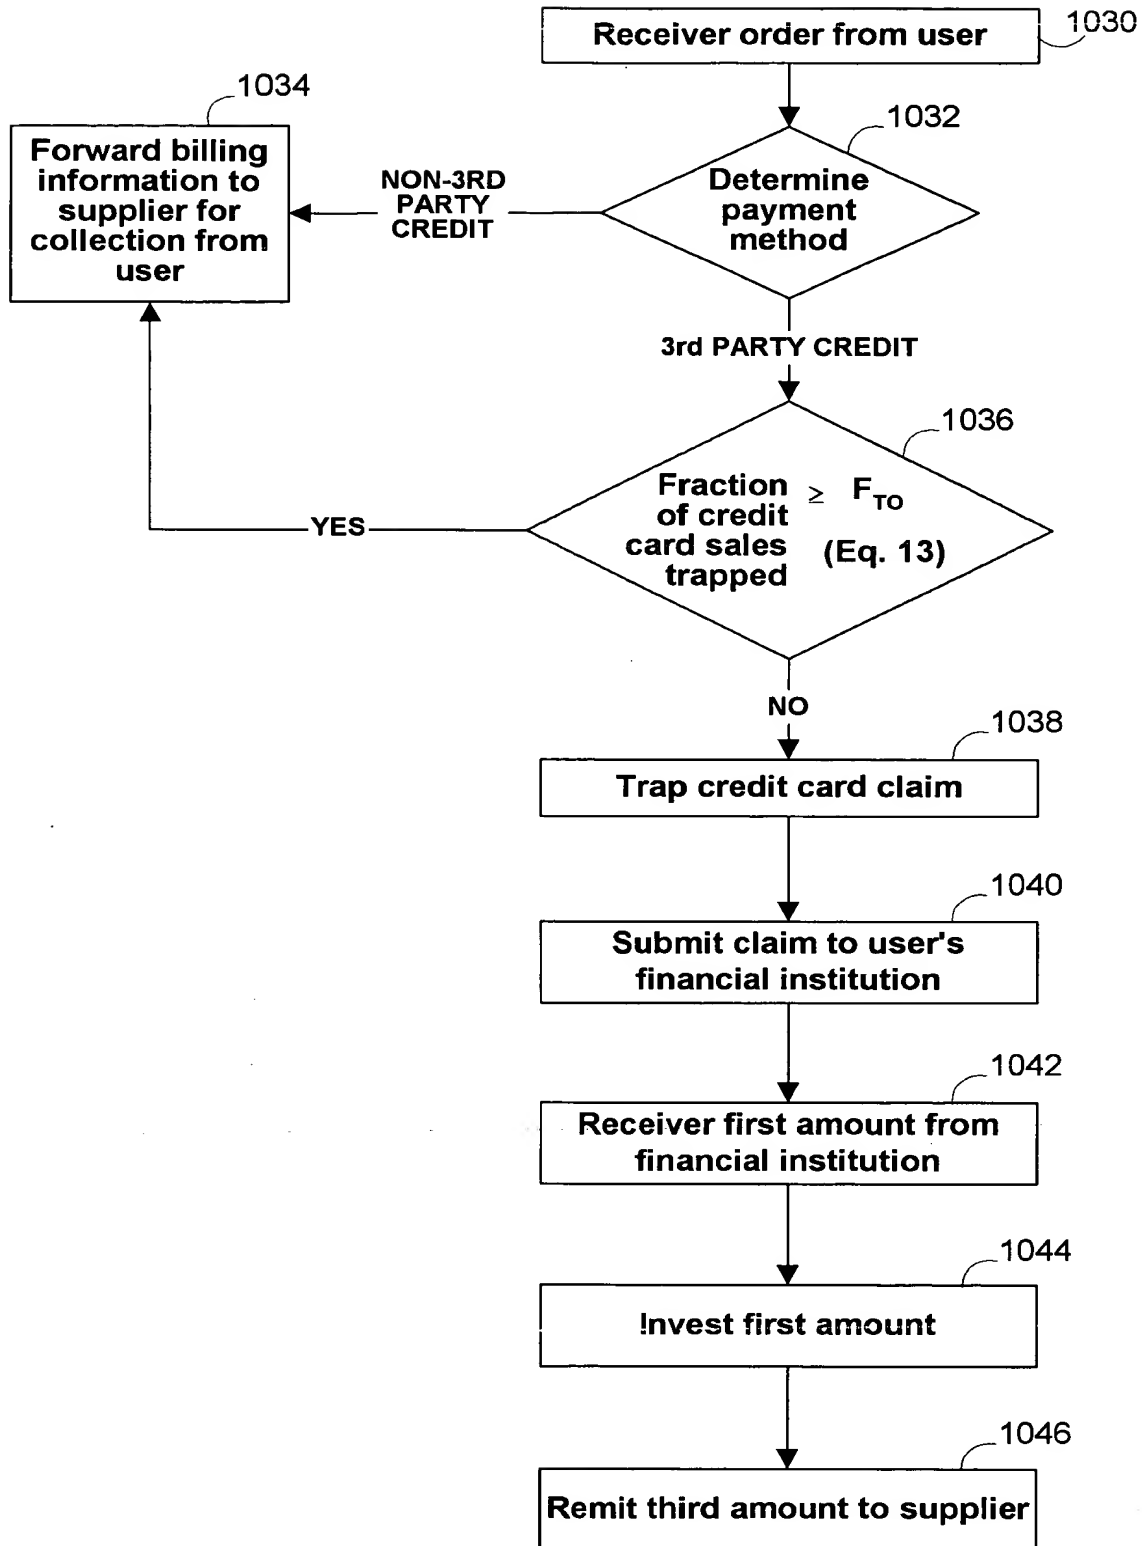 Receiver order from user
1030
1034
1032
Forward billing
information to
supplier for
collection from
user
NON-3RD
PARTY
CREDIT
Determine
payment
method
3rd PARTY CREDIT
1036
Fraction
of credit
card sales
trapped
≥ F_TO
(Eq. 13)
YES
NO
1038
Trap credit card claim
1040
Submit claim to user's
financial institution
1042
Receiver first amount from
financial institution
1044
Invest first amount
1046
Remit third amount to supplier